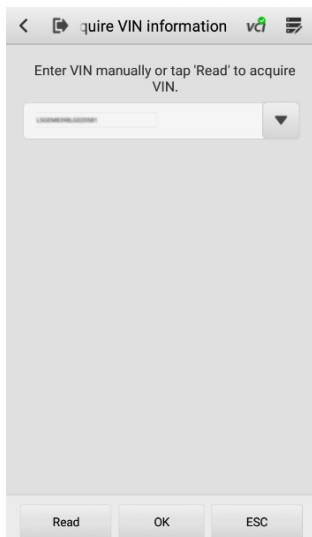 quire VIN information vci
Enter VIN manually or tap 'Read' to acquire
VIN.
Read OK ESC